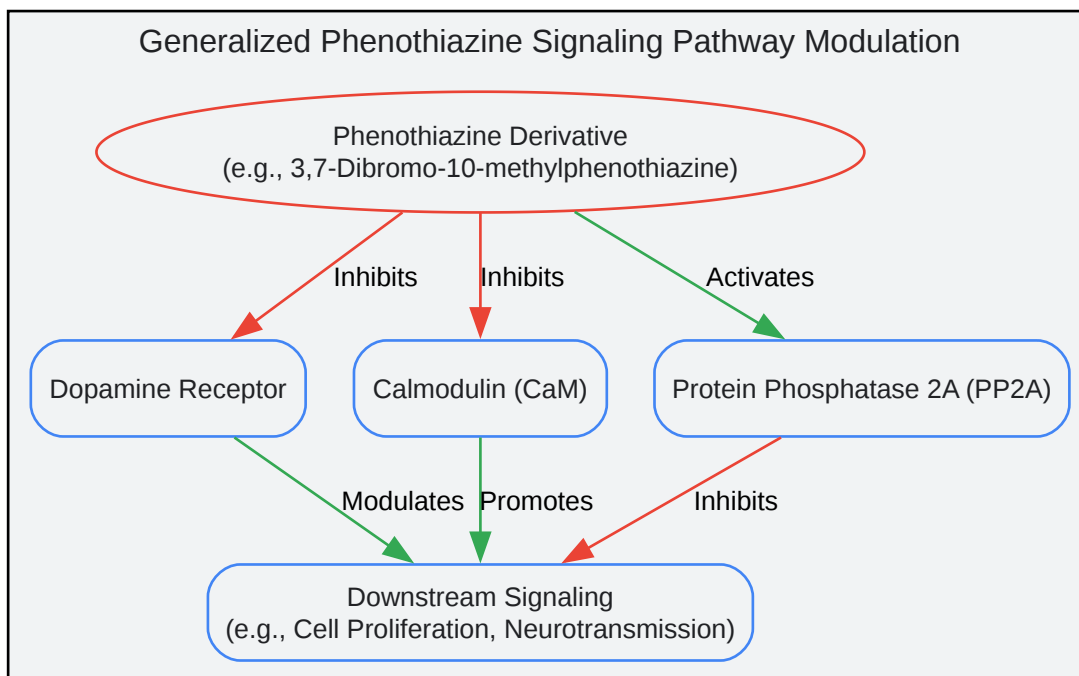 Generalized Phenothiazine Signaling Pathway Modulation
Phenothiazine Derivative
(e.g., 3,7-Dibromo-10-methylphenothiazine)
Inhibits
Inhibits
Activates
Dopamine Receptor
Calmodulin (CaM)
Protein Phosphatase 2A (PP2A)
Modulates
Promotes
Inhibits
Downstream Signaling
(e.g., Cell Proliferation, Neurotransmission)